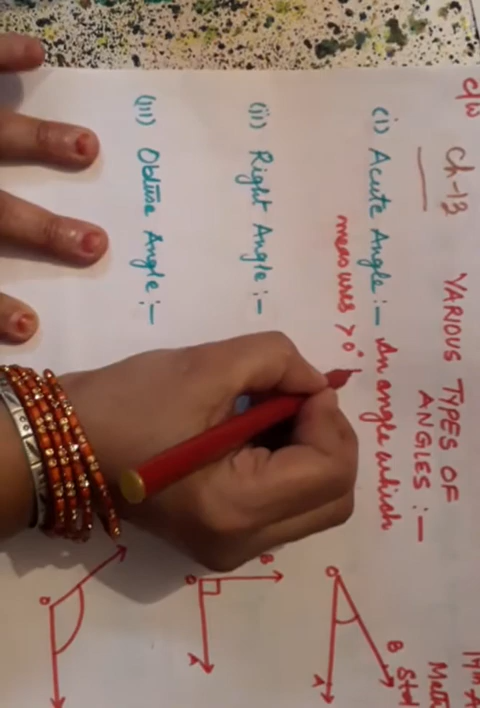 C/W
Ch-13
VARIOUS TYPES OF
ANGLES :-
(i) Acute Angle :- An angle which
measures >0°
(ii) Right Angle :-
(iii) Obtuse Angle :-
Math
Std
B
O
A
B
O
A
O